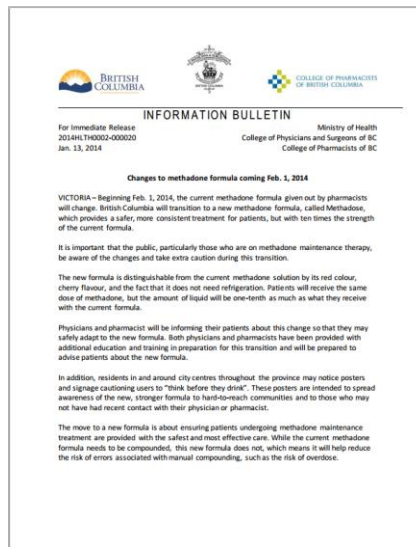 BRITISH
COLUMBIA
COLLEGE OF PHARMACISTS
OF BRITISH COLUMBIA
INFORMATION BULLETIN
For Immediate Release
2014HLTH0002-000020
Jan. 13, 2014
Ministry of Health
College of Physicians and Surgeons of BC
College of Pharmacists of BC
Changes to methadone formula coming Feb. 1, 2014
VICTORIA – Beginning Feb. 1, 2014, the current methadone formula given out by pharmacists
will change. British Columbia will transition to a new methadone formula, called Methadose,
which provides a safer, more consistent treatment for patients, but with ten times the strength
of the current formula.
It is important that the public, particularly those who are on methadone maintenance therapy,
be aware of the changes and take extra caution during this transition.
The new formula is distinguishable from the current methadone solution by its red colour,
cherry flavour, and the fact that it does not need refrigeration. Patients will receive the same
dose of methadone, but the amount of liquid will be one-tenth as much as what they receive
with the current formula.
Physicians and pharmacist will be informing their patients about this change so that they may
safely adapt to the new formula. Both physicians and pharmacists have been provided with
additional education and training in preparation for this transition and will be prepared to
advise patients about the new formula.
In addition, residents in and around city centres throughout the province may notice posters
and signage cautioning users to “think before they drink”. These posters are intended to spread
awareness of the new, stronger formula to hard-to-reach communities and to those who may
not have had recent contact with their physician or pharmacist.
The move to a new formula is about ensuring patients undergoing methadone maintenance
treatment are provided with the safest and most effective care. While the current methadone
formula needs to be compounded, this new formula does not, which means it will help reduce
the risk of errors associated with manual compounding, such as the risk of overdose.